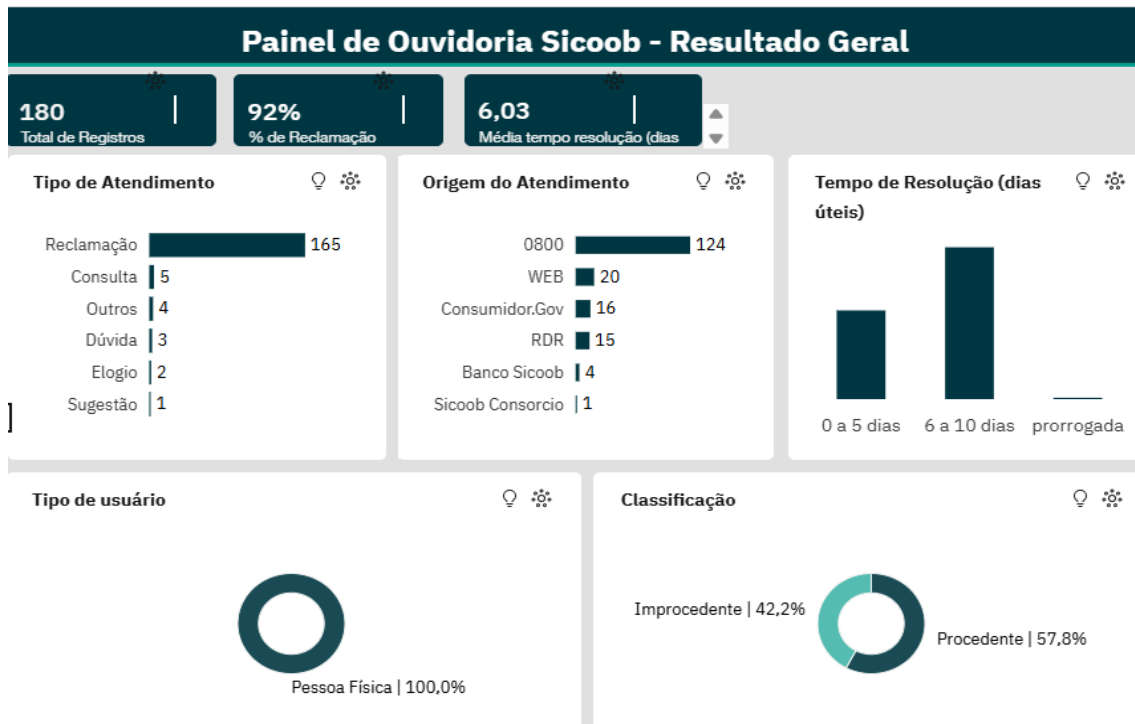 Painel de Ouvidoria Sicoob - Resultado Geral
180
Total de Registros
92%
% de Reclamação
6,03
Média tempo resolução (dias
Tipo de Atendimento
Reclamação 165
Consulta 5
Outros 4
Dúvida 3
Elogio 2
Sugestão 1
Origem do Atendimento
0800 124
WEB 20
Consumidor.Gov 16
RDR 15
Banco Sicoob 4
Sicoob Consorcio 1
Tempo de Resolução (dias
úteis)
0 a 5 dias 6 a 10 dias prorrogada
Tipo de usuário
Pessoa Física | 100,0%
Classificação
Improcedente | 42,2%
Procedente | 57,8%